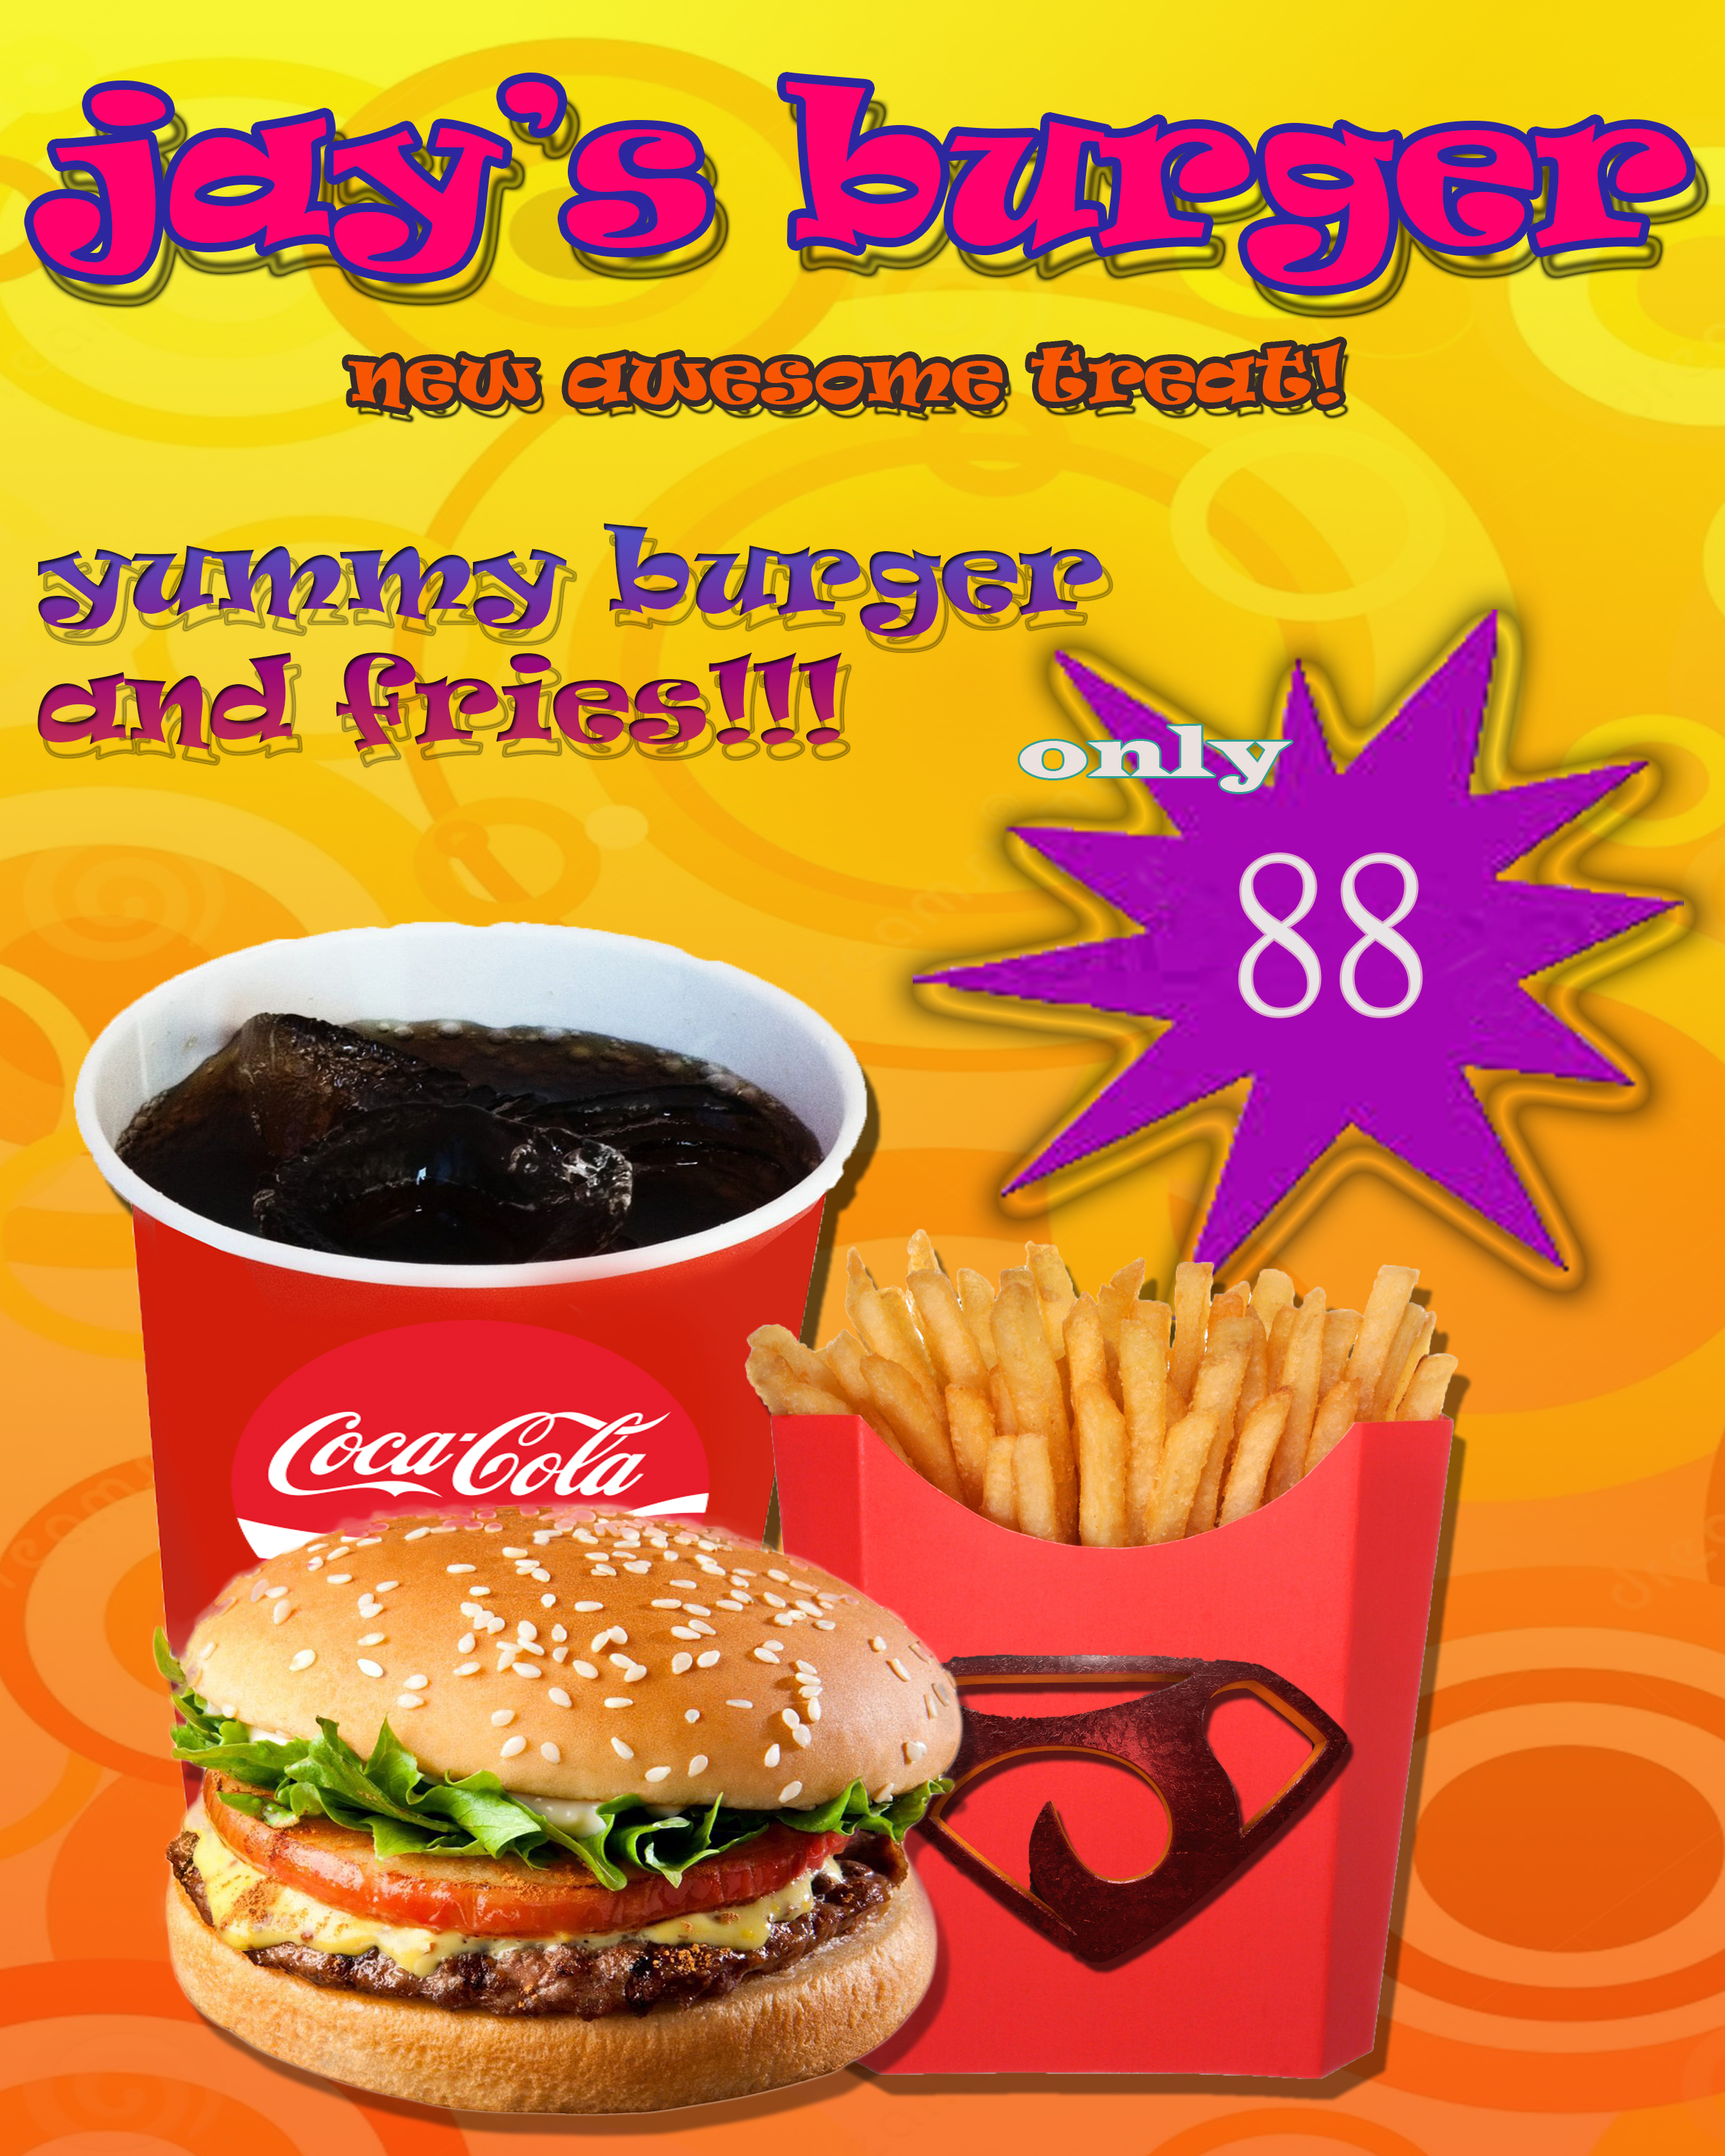 jay's burger
new awesome treat!
yummy burger
and fries!!!
only
88
Coca-Cola